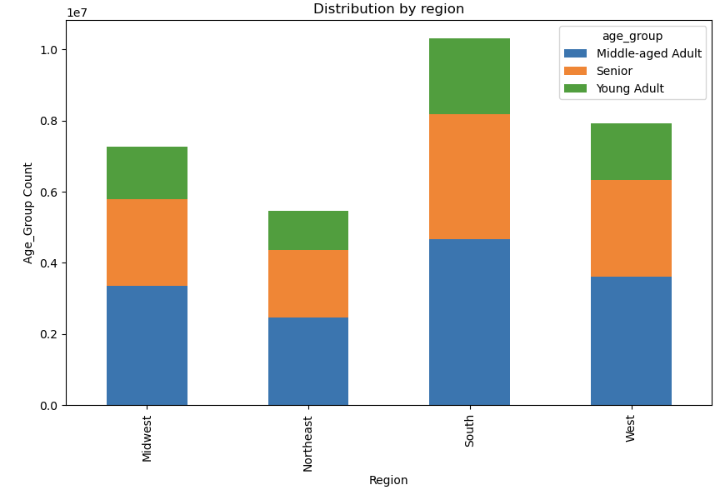 Distribution by region
1e7
age_group
Middle-aged Adult
Senior
Young Adult
1.0
0.8
0.6
0.4
0.2
0.0
Age_Group Count
Midwest
Northeast
South
West
Region